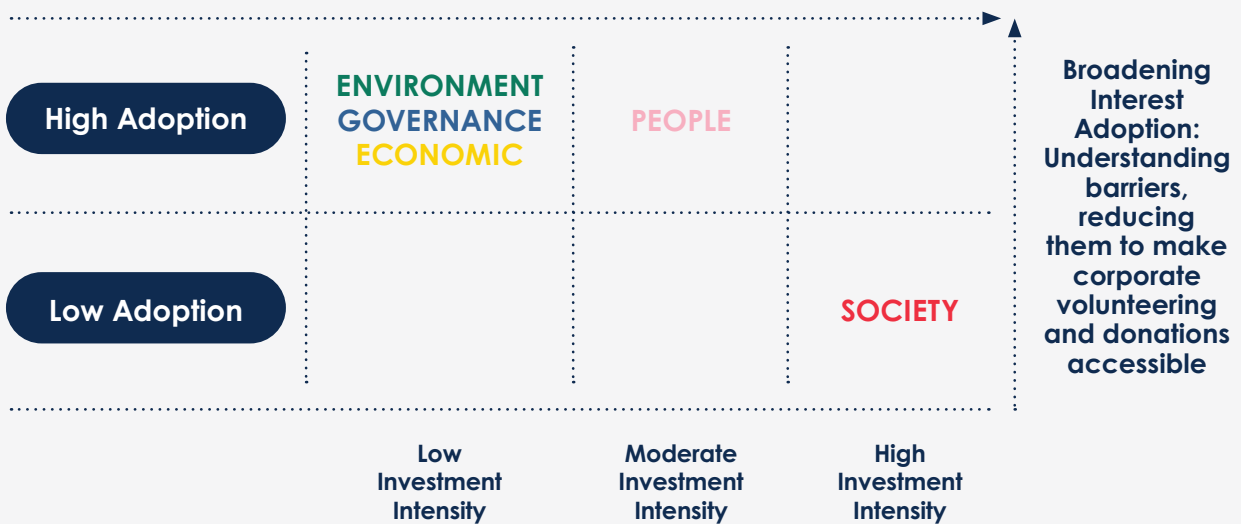 High Adoption
ENVIRONMENT
GOVERNANCE
ECONOMIC
PEOPLE
Low Adoption
SOCIETY
Broadening
Interest
Adoption:
Understanding
barriers,
reducing
them to make
corporate
volunteering
and donations
accessible
Low
Investment
Intensity
Moderate
Investment
Intensity
High
Investment
Intensity